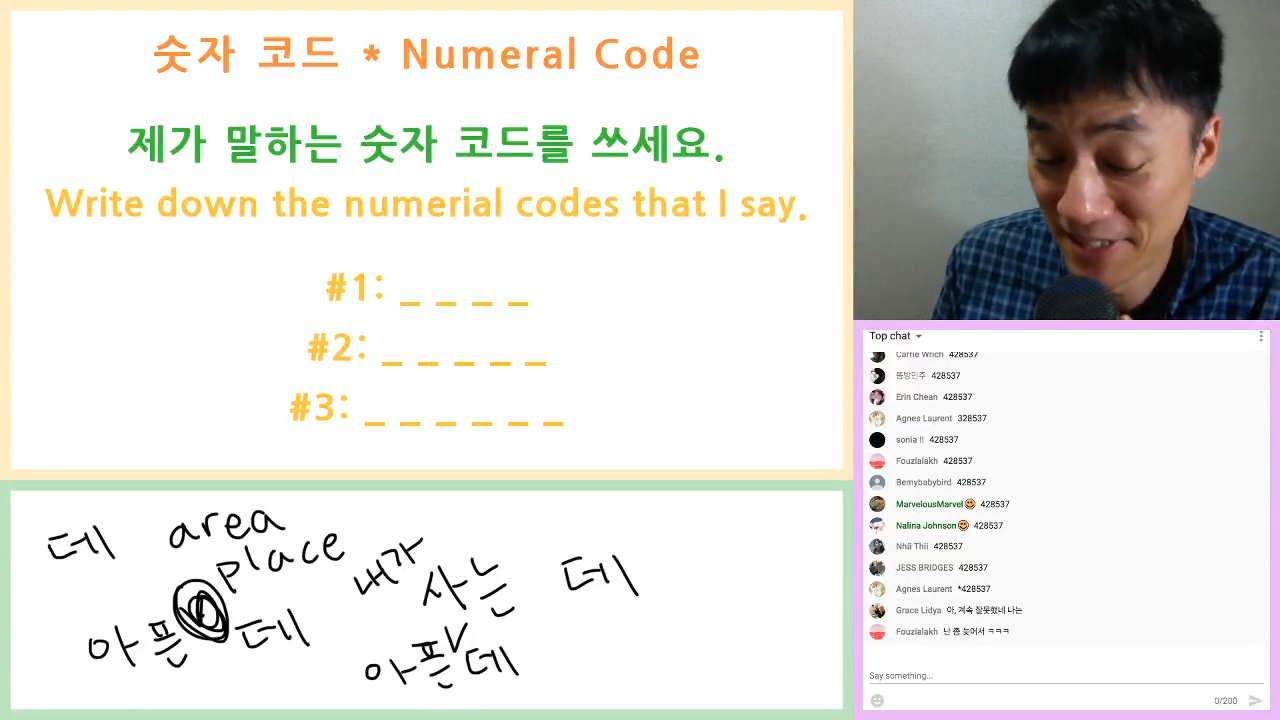 숫자 코드 * Numeral Code
제가 말하는 숫자 코드를 쓰세요.
Write down the numerial codes that I say.
#1: _ _ _ _
#2: _ _ _ _ _
#3: _ _ _ _ _ _
데 area
place
내가 사는 데
아픈 데
아픈데
Top chat
Carrie Wrich 428537
똥방민주 428537
Erin Chean 428537
Agnes Laurent 328537
sonia !! 428537
Fouzialakh 428537
Bemybabybird 428537
MarvelousMarvel 428537
Nalina Johnson 428537
Nhã Thii 428537
JESS BRIDGES 428537
Agnes Laurent *428537
Grace Lidya 아, 계속 잘못했네 나는
Fouzialakh 난 좀 늦어서 ㅋㅋㅋ
Say something...
0/200